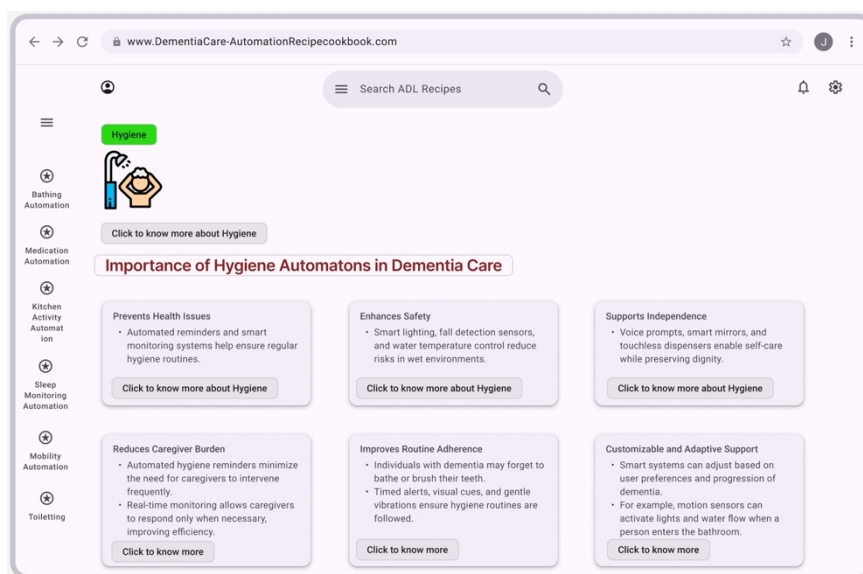 www.DementiaCare-AutomationRecipecookbook.com
J
Search ADL Recipes
Hygiene
Bathing
Automation
Medication
Automation
Kitchen
Activity
Automat
ion
Sleep
Monitoring
Automation
Mobility
Automation
Toiletting
Click to know more about Hygiene
Importance of Hygiene Automatons in Dementia Care
Prevents Health Issues
• Automated reminders and smart
monitoring systems help ensure regular
hygiene routines.
Click to know more about Hygiene
Enhances Safety
• Smart lighting, fall detection sensors,
and water temperature control reduce
risks in wet environments.
Click to know more about Hygiene
Supports Independence
• Voice prompts, smart mirrors, and
touchless dispensers enable self-care
while preserving dignity.
Click to know more about Hygiene
Reduces Caregiver Burden
• Automated hygiene reminders minimize
the need for caregivers to intervene
frequently.
• Real-time monitoring allows caregivers
to respond only when necessary,
improving efficiency.
Click to know more
Improves Routine Adherence
• Individuals with dementia may forget to
bathe or brush their teeth.
• Timed alerts, visual cues, and gentle
vibrations ensure hygiene routines are
followed.
Click to know more
Customizable and Adaptive Support
• Smart systems can adjust based on
user preferences and progression of
dementia.
• For example, motion sensors can
activate lights and water flow when a
person enters the bathroom.
Click to know more